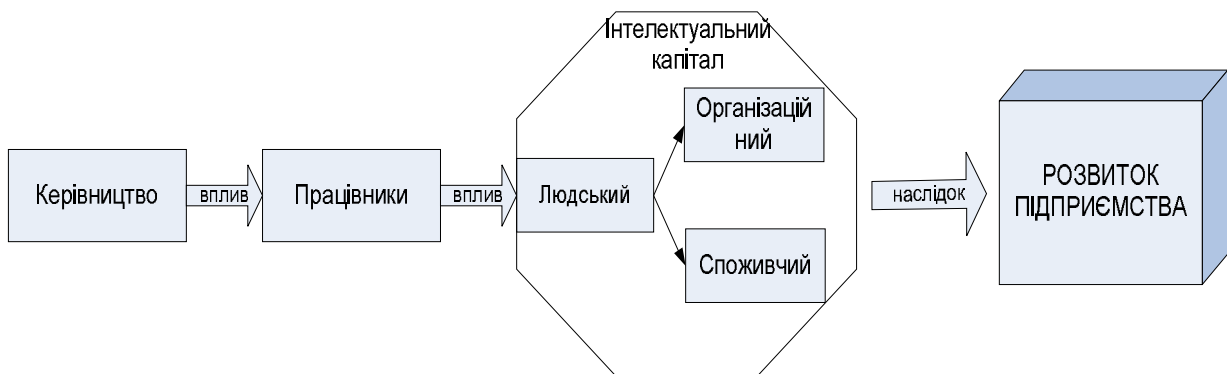 Інтелектуальний
капітал
Організацій
ний
Керівництво
вплив
Працівники
вплив
Людський
Споживчий
наслідок
РОЗВИТОК
ПІДПРИЄМСТВА